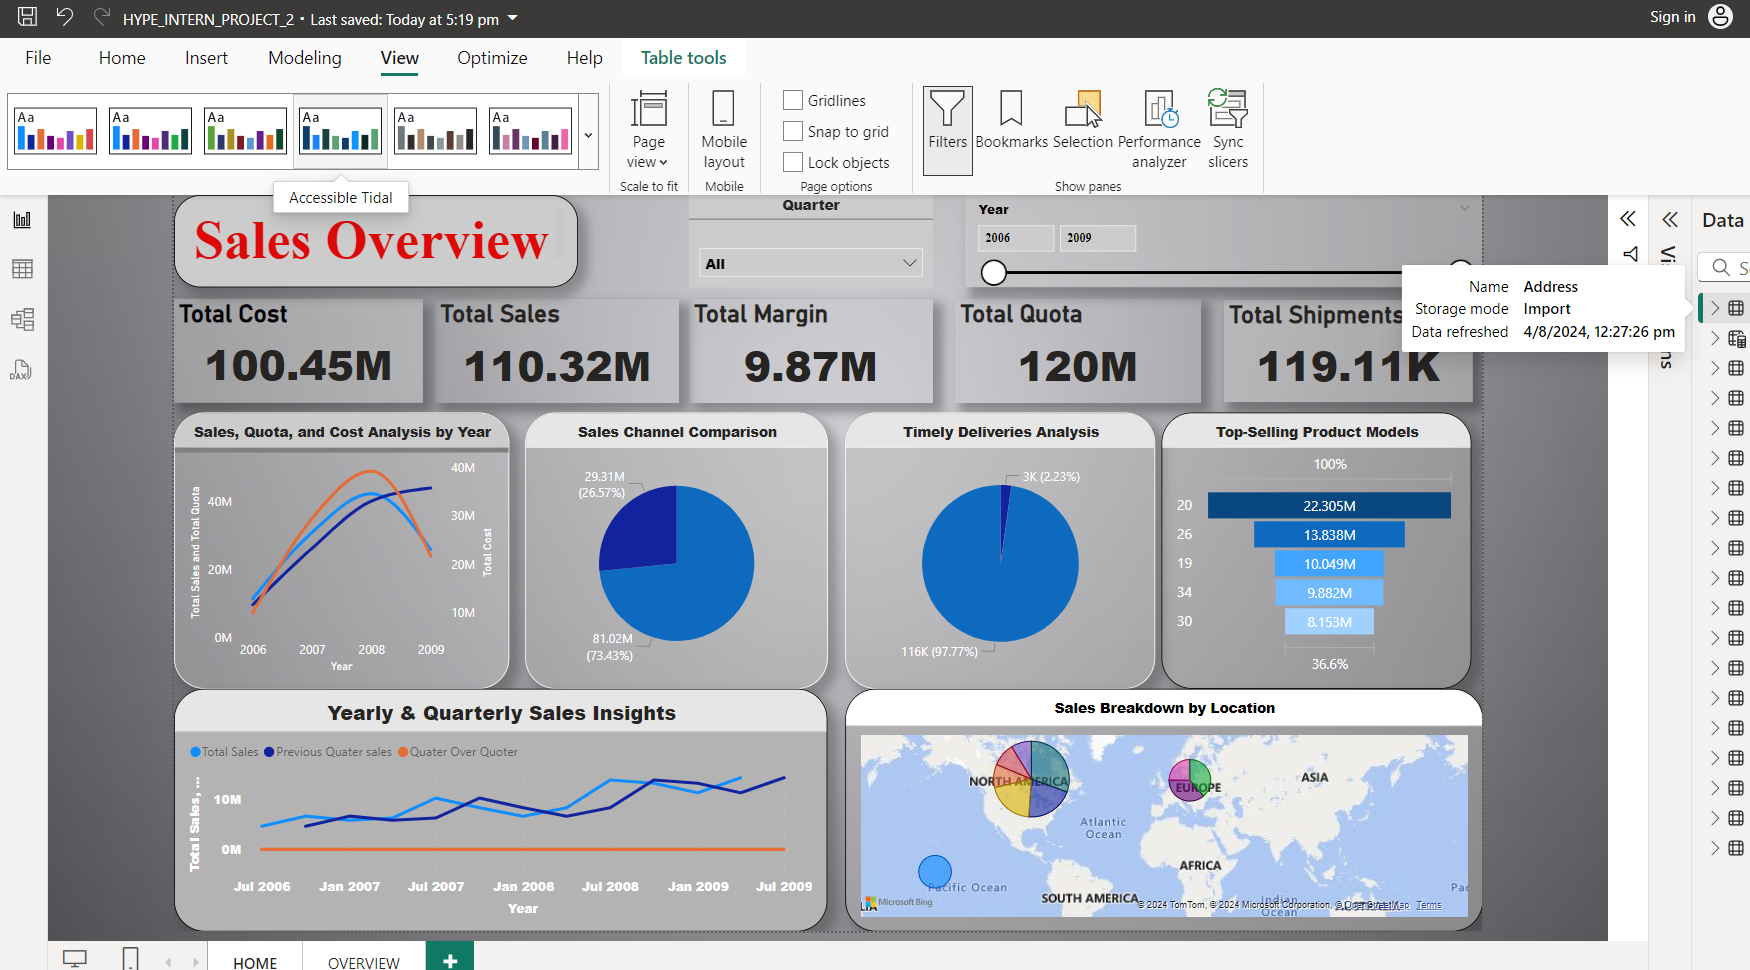 HYPE_INTERN_PROJECT_2 • Last saved: Today at 5:19 pm
Sign in
File Home Insert Modeling View Optimize Help Table tools
Aa Aa Aa Aa Aa Aa
Page view
Scale to fit
Mobile layout
Mobile
Gridlines
Snap to grid
Lock objects
Page options
Filters
Bookmarks
Selection
Performance analyzer
Sync slicers
Show panes
Accessible Tidal
Sales Overview
Quarter
All
Year
2006 2009
Data
Name Address
Storage mode Import
Data refreshed 4/8/2024, 12:27:26 pm
Total Cost
100.45M
Total Sales
110.32M
Total Margin
9.87M
Total Quota
120M
Total Shipments
119.11K
Sales, Quota, and Cost Analysis by Year
Total Sales and Total Quota
40M
20M
0M
40M
30M
20M
10M
Total Cost
2006 2007 2008 2009
Year
Sales Channel Comparison
29.31M
(26.57%)
81.02M
(73.43%)
Timely Deliveries Analysis
3K (2.23%)
116K (97.77%)
Top-Selling Product Models
100%
20 22.305M
26 13.838M
19 10.049M
34 9.882M
30 8.153M
36.6%
Yearly & Quarterly Sales Insights
Total Sales Previous Quater sales Quater Over Quoter
Total Sales, ...
10M
0M
Jul 2006 Jan 2007 Jul 2007 Jan 2008 Jul 2008 Jan 2009 Jul 2009
Year
Sales Breakdown by Location
NORTH AMERICA
EUROPE
ASIA
Atlantic
Ocean
AFRICA
Pacific Ocean
SOUTH AMERICA
Indian
Ocean
Microsoft Bing
© 2024 TomTom, © 2024 Microsoft Corporation, © OpenStreetMap Terms
DAX
HOME OVERVIEW +